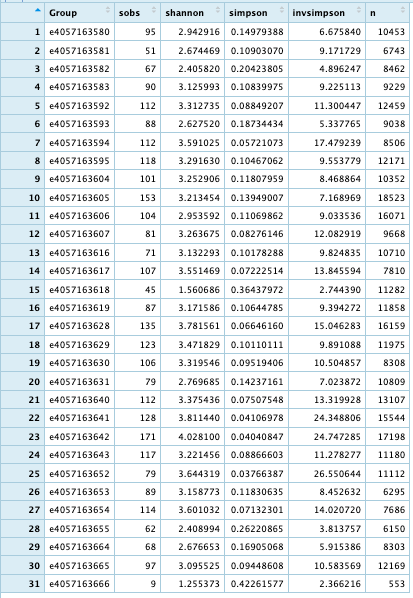 Group sobs shannon simpson invsimpson n
1 e4057163580 95 2.942916 0.14979388 6.675840 10453
2 e4057163581 51 2.674469 0.10903070 9.171729 6743
3 e4057163582 67 2.405820 0.20423805 4.896247 8462
4 e4057163583 90 3.125993 0.10839975 9.225113 9229
5 e4057163592 112 3.312735 0.08849207 11.300447 12459
6 e4057163593 88 2.627520 0.18734434 5.337765 9038
7 e4057163594 112 3.591025 0.05721073 17.479239 8506
8 e4057163595 118 3.291630 0.10467062 9.553779 12171
9 e4057163604 101 3.252906 0.11807959 8.468864 10352
10 e4057163605 153 3.213454 0.13949007 7.168969 18523
11 e4057163606 104 2.953592 0.11069862 9.033536 16071
12 e4057163607 81 3.263675 0.08276146 12.082919 9668
13 e4057163616 71 3.132293 0.10178288 9.824835 10710
14 e4057163617 107 3.551469 0.07222514 13.845594 7810
15 e4057163618 45 1.560686 0.36437972 2.744390 11282
16 e4057163619 87 3.171586 0.10644785 9.394272 11858
17 e4057163628 135 3.781561 0.06646160 15.046283 16159
18 e4057163629 123 3.471829 0.10110111 9.891088 11975
19 e4057163630 106 3.319546 0.09519406 10.504857 8308
20 e4057163631 79 2.769685 0.14237161 7.023872 10809
21 e4057163640 112 3.375436 0.07507548 13.319928 13107
22 e4057163641 128 3.811440 0.04106978 24.348806 15544
23 e4057163642 171 4.028100 0.04040847 24.747285 17198
24 e4057163643 117 3.221456 0.08866603 11.278277 11180
25 e4057163652 79 3.644319 0.03766387 26.550644 11112
26 e4057163653 89 3.158773 0.11830635 8.452632 6295
27 e4057163654 114 3.601032 0.07132301 14.020720 7686
28 e4057163655 62 2.408994 0.26220865 3.813757 6150
29 e4057163664 68 2.676653 0.16905068 5.915386 8303
30 e4057163665 97 3.095525 0.09448608 10.583569 12169
31 e4057163666 9 1.255373 0.42261577 2.366216 553